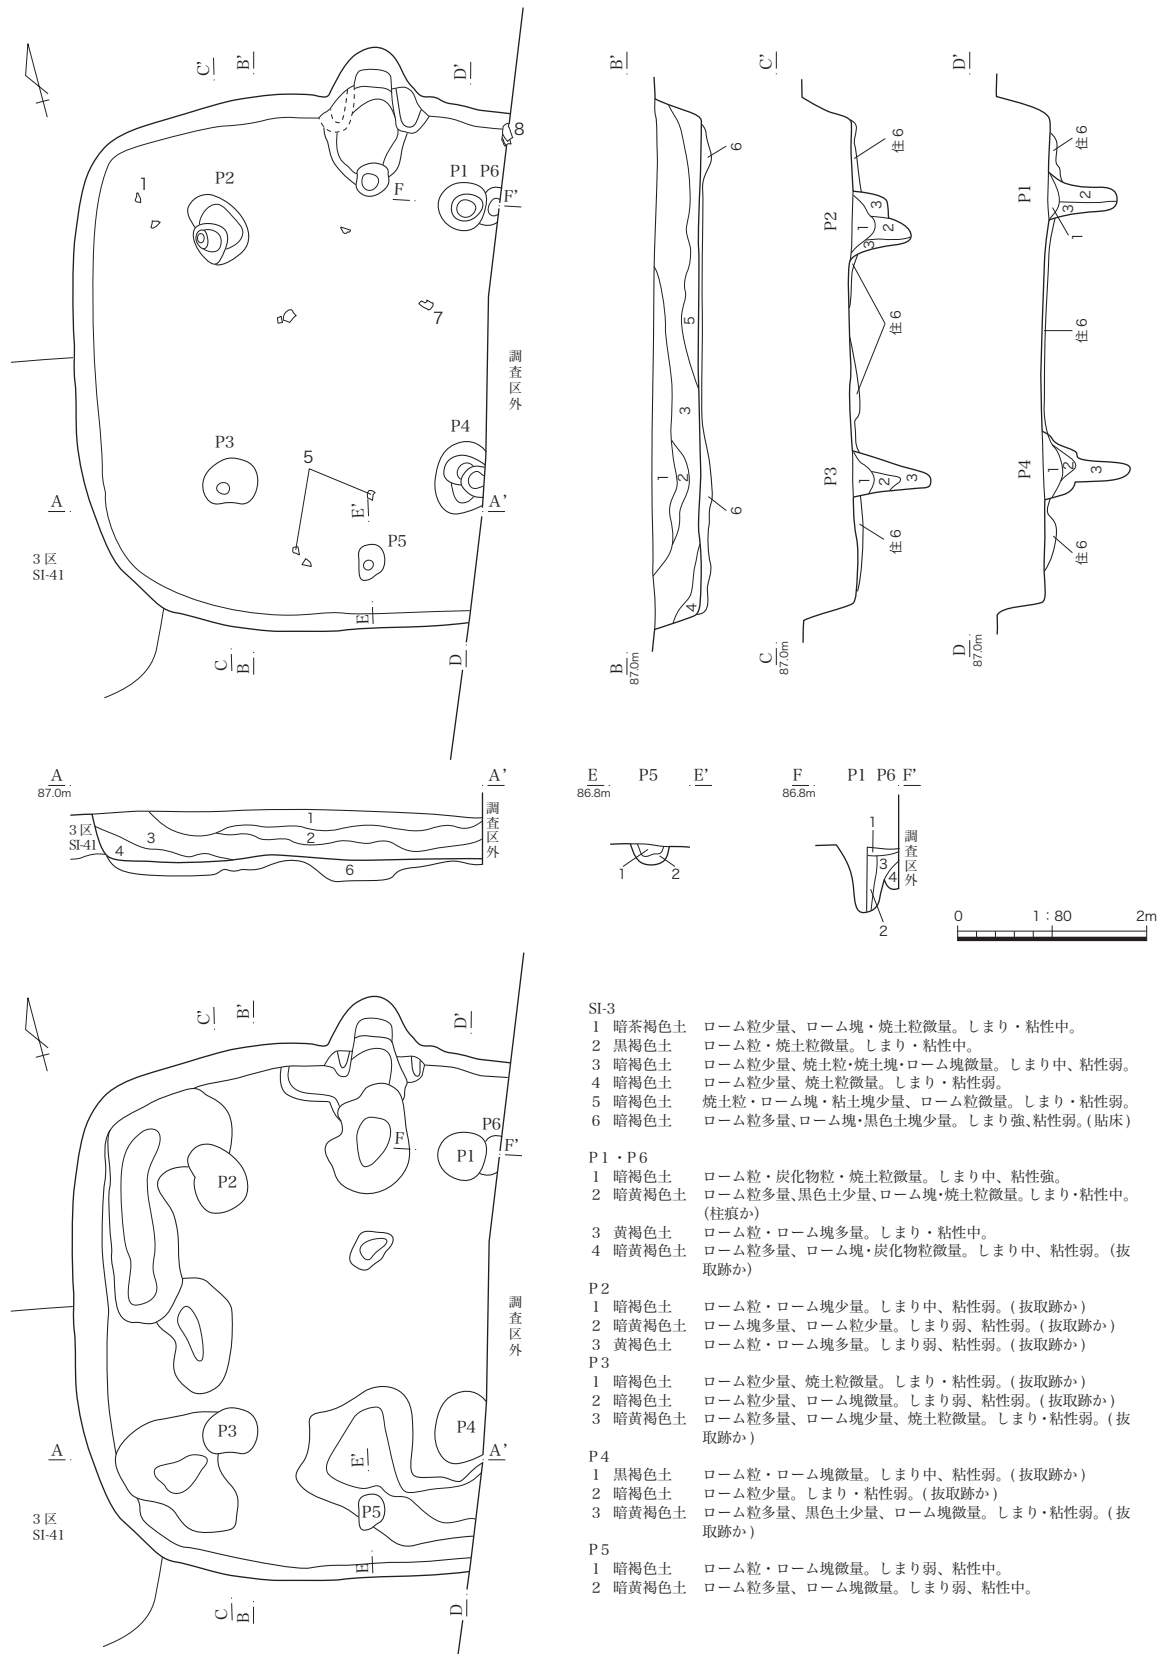 C'
B'
D'
8
1
P2
F
P1 P6
F'
7
調査区外
P3
5
P4
A
E'
A'
P5
3区
SI-41
E
C
B
D
B'
6
5
3
1
2
6
4
B
87.0m
C'
住6
P2
3
1
2
3
住6
P3
1
2
3
住6
C
87.0m
D'
住6
P1
2
3
1
住6
P4
1
2
3
住6
D
87.0m
A
A'
87.0m
3区
SI-41
1
3
2
4
6
調査区外
E P5 E'
86.8m
1 2
F P1 P6 F'
86.8m
1
3
4
2
調査区外
0 1:80 2m
C'
B'
D'
P6
F
F'
P1
P2
調査区外
P3
P4
A
E'
A'
P5
3区
SI-41
E
C
B
D
SI-3
1 暗茶褐色土 ローム粒少量、ローム塊・焼土粒微量。しまり・粘性中。
2 黒褐色土 ローム粒・焼土粒微量。しまり・粘性中。
3 暗褐色土 ローム粒少量、焼土粒・焼土塊・ローム塊微量。しまり中、粘性弱。
4 暗褐色土 ローム粒少量、焼土粒微量。しまり・粘性弱。
5 暗褐色土 焼土粒・ローム塊・粘土塊少量、ローム粒微量。しまり・粘性弱。
6 暗褐色土 ローム粒多量、ローム塊・黒色土塊少量。しまり強、粘性弱。(貼床)
P1・P6
1 暗褐色土 ローム粒・炭化物粒・焼土粒微量。しまり中、粘性強。
2 暗黄褐色土 ローム粒多量、黒色土少量、ローム塊・焼土粒微量。しまり・粘性中。
(柱痕か)
3 黄褐色土 ローム粒・ローム塊多量。しまり・粘性中。
4 暗黄褐色土 ローム粒多量、ローム塊・炭化物粒微量。しまり中、粘性弱。(抜
取跡か)
P2
1 暗褐色土 ローム粒・ローム塊少量。しまり中、粘性弱。(抜取跡か)
2 暗黄褐色土 ローム塊多量、ローム粒少量。しまり弱、粘性弱。(抜取跡か)
3 黄褐色土 ローム粒・ローム塊多量。しまり弱、粘性弱。(抜取跡か)
P3
1 暗褐色土 ローム粒少量、焼土粒微量。しまり・粘性弱。(抜取跡か)
2 暗褐色土 ローム粒少量、ローム塊微量。しまり弱、粘性弱。(抜取跡か)
3 暗黄褐色土 ローム粒多量、ローム塊少量、焼土粒微量。しまり・粘性弱。(抜
取跡か)
P4
1 黒褐色土 ローム粒・ローム塊微量。しまり中、粘性弱。(抜取跡か)
2 暗褐色土 ローム粒少量。しまり・粘性弱。(抜取跡か)
3 暗黄褐色土 ローム粒多量、黒色土少量、ローム塊微量。しまり・粘性弱。(抜
取跡か)
P5
1 暗褐色土 ローム粒・ローム塊微量。しまり弱、粘性中。
2 暗黄褐色土 ローム粒多量、ローム塊微量。しまり弱、粘性中。